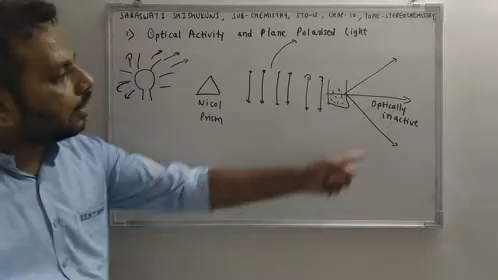 SARASWATI SHISHUKUNJ, SUB-CHEMISTRY, STD-12, CHAP-10, TOPIC-STEREOCHEMISTRY
1) Optical Activity and Plane Polarised Light
Nicol
Prism
Optically
inactive